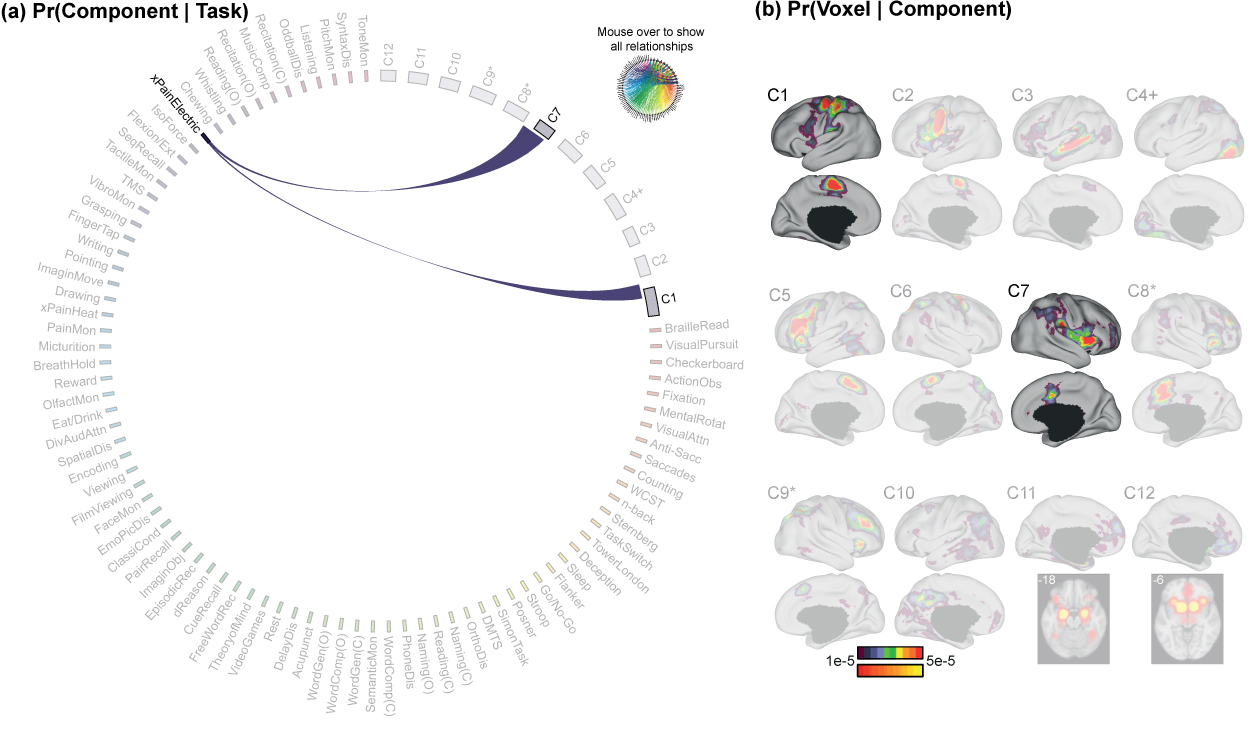 (a) Pr(Component | Task)
(b) Pr(Voxel | Component)
Mouse over to show
all relationships
C12
C11
C10
C9*
C8*
C7
C6
C5
C4+
C3
C2
C1
BrailleRead
VisualPursuit
Checkerboard
ActionObs
Fixation
MentalRotat
VisualAttn
Anti-Sacc
Saccades
Counting
WCST
n-back
Sternberg
TaskSwitch
TowerLondon
Deception
Sleep
Flanker
Go/No-Go
Stroop
Posner
SimonTask
DMTS
OrthoDis
Naming(C)
Reading(C)
Naming(O)
PhoneDis
WordComp(C)
SemanticMon
WordGen(C)
WordComp(O)
WordGen(O)
Acupunct
DelayDis
Rest
VideoGames
TheoryofMind
FreeWordRec
CueRecall
dReason
EpisodicRec
ImaginObj
PairRecall
ClassiCond
EmoPicDis
FaceMon
FilmViewing
Viewing
Encoding
SpatialDis
DivAudAttn
Eat/Drink
OlfactMon
Reward
BreathHold
Micturition
PainMon
xPainHeat
Drawing
ImaginMove
Pointing
Writing
FingerTap
Grasping
VibroMon
TMS
TactileMon
SeqRecall
Flexion/Ext
IsoForce
xPainElectric
Chewing
Whistling
Reading(O)
Recitation(O)
MusicComp
Recitation(C)
OddballDis
Listening
PitchMon
SyntaxDis
ToneMon
C1
C2
C3
C4+
C5
C6
C7
C8*
C9*
C10
C11
C12
-18
-6
1e-5
5e-5